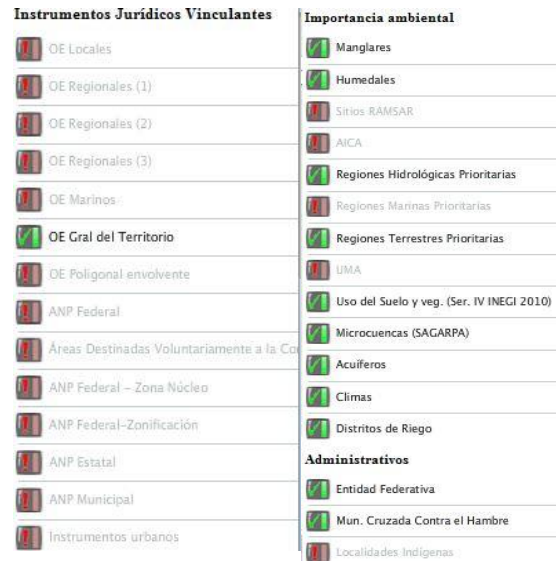 Instrumentos Jurídicos Vinculantes
OE Locales
OE Regionales (1)
OE Regionales (2)
OE Regionales (3)
OE Marinos
OE Gral del Territorio
OE Poligonal envolvente
ANP Federal
Áreas Destinadas Voluntariamente a la Co
ANP Federal - Zona Núcleo
ANP Federal-Zonificación
ANP Estatal
ANP Municipal
Instrumentos urbanos
Importancia ambiental
Manglares
Humedales
Sitios RAMSAR
AICA
Regiones Hidrológicas Prioritarias
Regiones Marinas Prioritarias
Regiones Terrestres Prioritarias
UMA
Uso del Suelo y veg. (Ser. IV INEGI 2010)
Microcuencas (SAGARPA)
Acuíferos
Climas
Distritos de Riego
Administrativos
Entidad Federativa
Mun. Cruzada Contra el Hambre
Localidades Indígenas